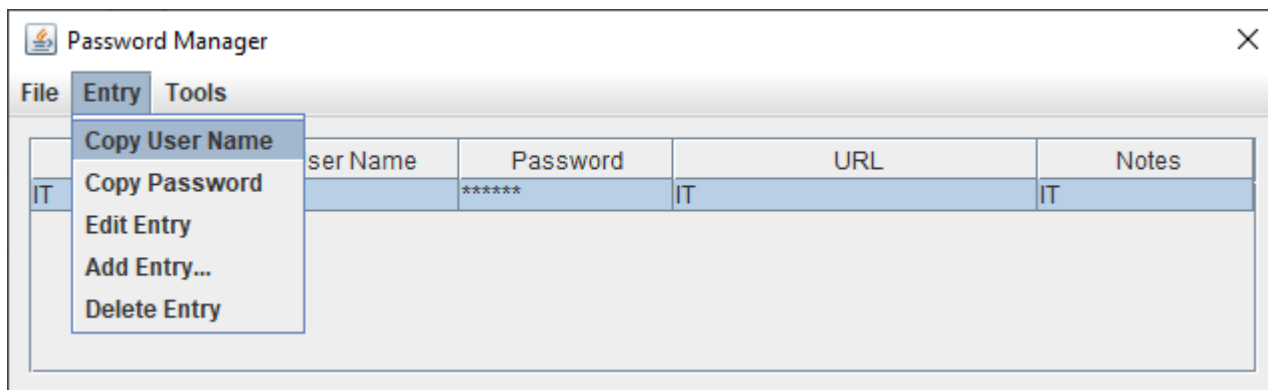 Password Manager
File Entry Tools
Copy User Name
ser Name Password URL Notes
Copy Password
IT ****** IT IT
Edit Entry
Add Entry...
Delete Entry